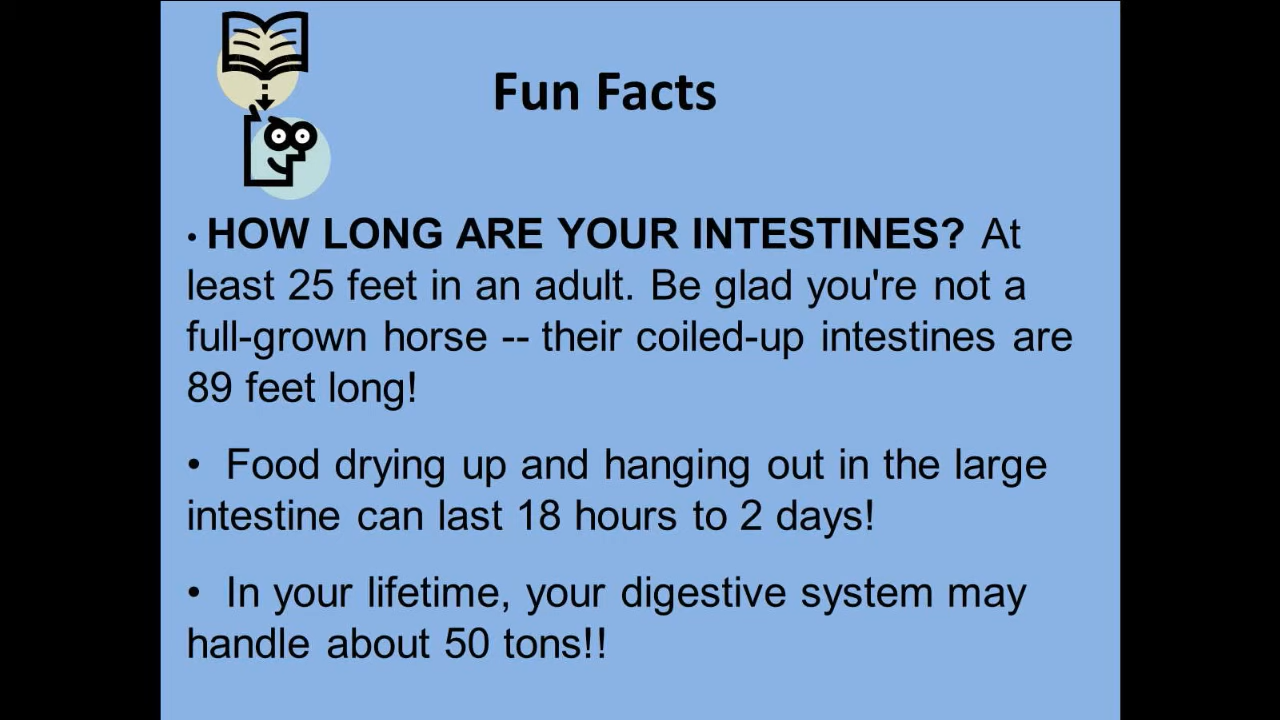 Fun Facts
• HOW LONG ARE YOUR INTESTINES? At
least 25 feet in an adult. Be glad you're not a
full-grown horse -- their coiled-up intestines are
89 feet long!
• Food drying up and hanging out in the large
intestine can last 18 hours to 2 days!
• In your lifetime, your digestive system may
handle about 50 tons!!